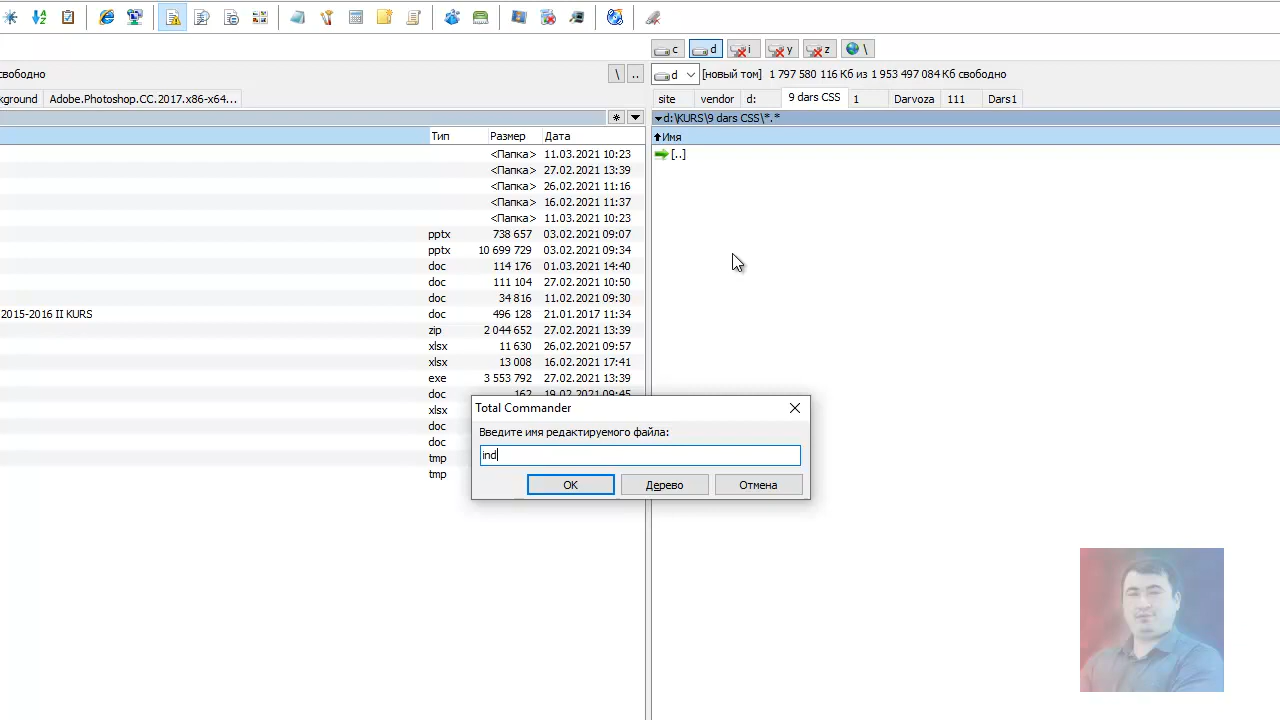 c d i y z \
свободно \ .. d [новый том] 1 797 580 116 Кб из 1 953 497 084 Кб свободно
kground Adobe.Photoshop.CC.2017.x86-x64... site vendor d: 9 dars CSS 1 Darvoza 111 Dars1
* d:\KURS\9 dars CSS\*.*
Тип Размер Дата Имя
<Папка> 11.03.2021 10:23 [..]
<Папка> 27.02.2021 13:39
<Папка> 26.02.2021 11:16
<Папка> 16.02.2021 11:37
<Папка> 11.03.2021 10:23
pptx 738 657 03.02.2021 09:07
pptx 10 699 729 03.02.2021 09:34
doc 114 176 01.03.2021 14:40
doc 111 104 27.02.2021 10:50
doc 34 816 11.02.2021 09:30
2015-2016 II KURS doc 496 128 21.01.2017 11:34
zip 2 044 652 27.02.2021 13:39
xlsx 11 630 26.02.2021 09:57
xlsx 13 008 16.02.2021 17:41
exe 3 553 792 27.02.2021 13:39
doc 162 19.02.2021 09:45
xlsx
doc
doc
tmp
tmp
Total Commander
Введите имя редактируемого файла:
ind
OK Дерево Отмена